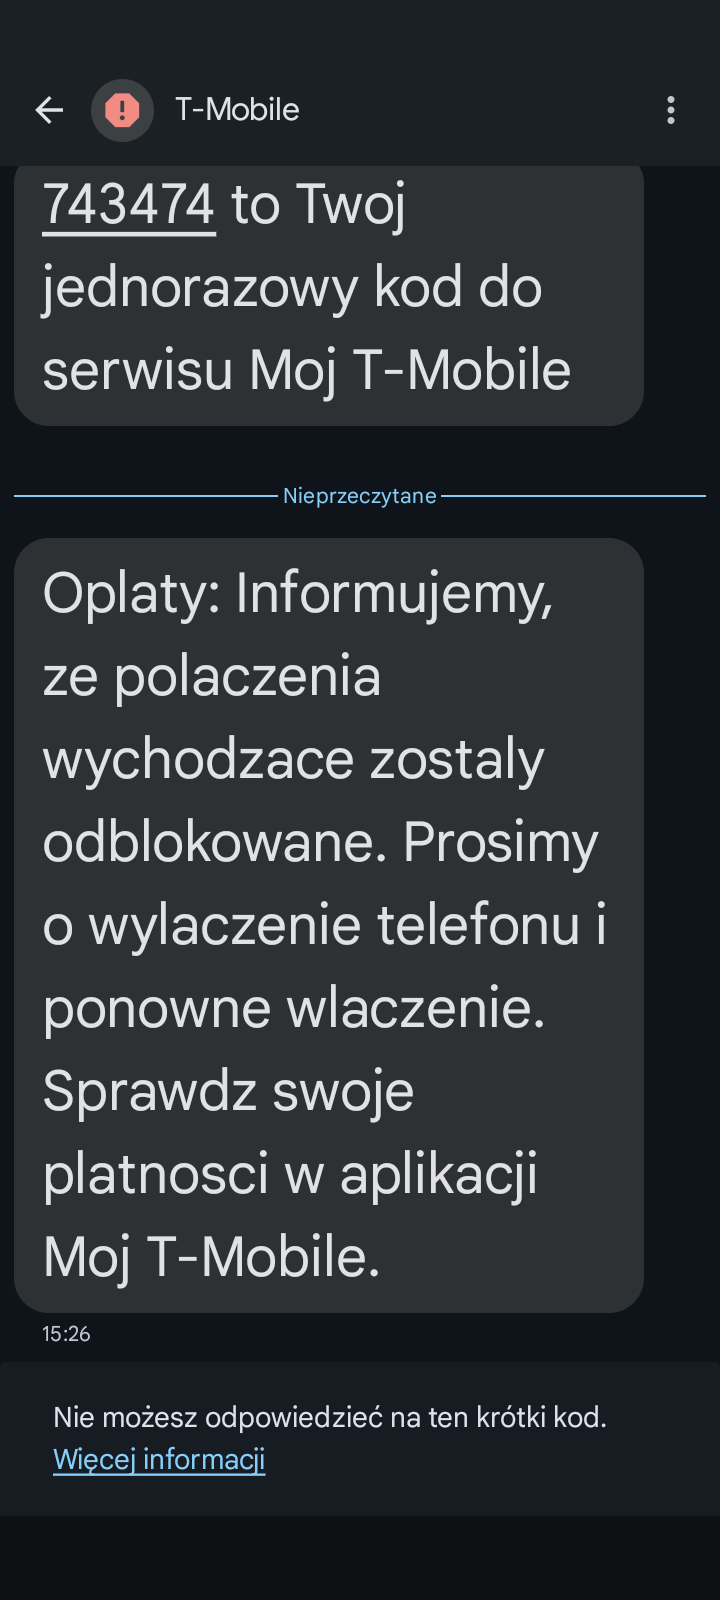 T-Mobile
743474 to Twoj
jednorazowy kod do
serwisu Moj T-Mobile
Nieprzeczytane
Oplaty: Informujemy,
ze polaczenia
wychodzace zostaly
odblokowane. Prosimy
o wylaczenie telefonu i
ponowne wlaczenie.
Sprawdz swoje
platnosci w aplikacji
Moj T-Mobile.
15:26
Nie możesz odpowiedzieć na ten krótki kod.
Więcej informacji